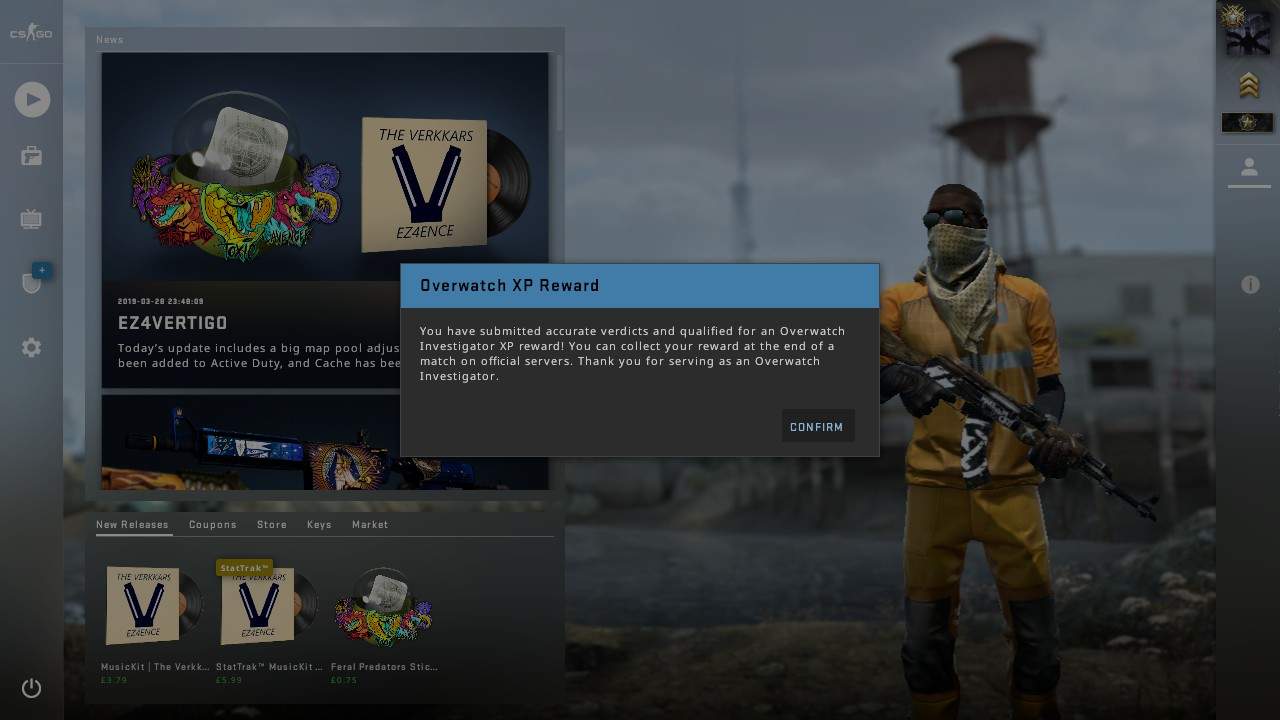 CS GO
News
THE VERKKARS
EZ4ENCE
2019-03-28 23:48:09
EZ4VERTIGO
Today's update includes a big map pool adjus
been added to Active Duty, and Cache has bee
Overwatch XP Reward
You have submitted accurate verdicts and qualified for an Overwatch
Investigator XP reward! You can collect your reward at the end of a
match on official servers. Thank you for serving as an Overwatch
Investigator.
CONFIRM
New Releases Coupons Store Keys Market
THE VERKKARS
EZ4ENCE
StatTrak™
THE VERKKARS
EZ4ENCE
MusicKit | The Verkk... StatTrak™ MusicKit ... Feral Predators Stic...
£3.79 £5.99 £0.75